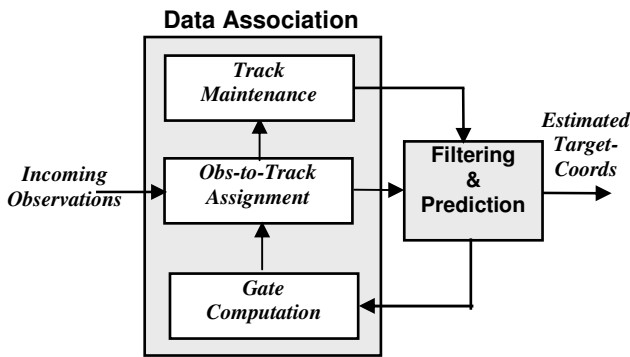 Data Association
Track
Maintenance
Incoming
Observations
Obs-to-Track
Assignment
Gate
Computation
Filtering
&
Prediction
Estimated
Target-
Coords